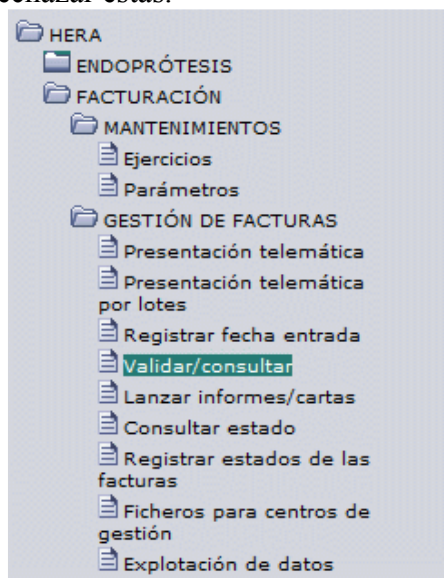 HERA
ENDOPRÓTESIS
FACTURACIÓN
MANTENIMIENTOS
Ejercicios
Parámetros
GESTIÓN DE FACTURAS
Presentación telemática
Presentación telemática
por lotes
Registrar fecha entrada
Validar/consultar
Lanzar informes/cartas
Consultar estado
Registrar estados de las
facturas
Ficheros para centros de
gestión
Explotación de datos